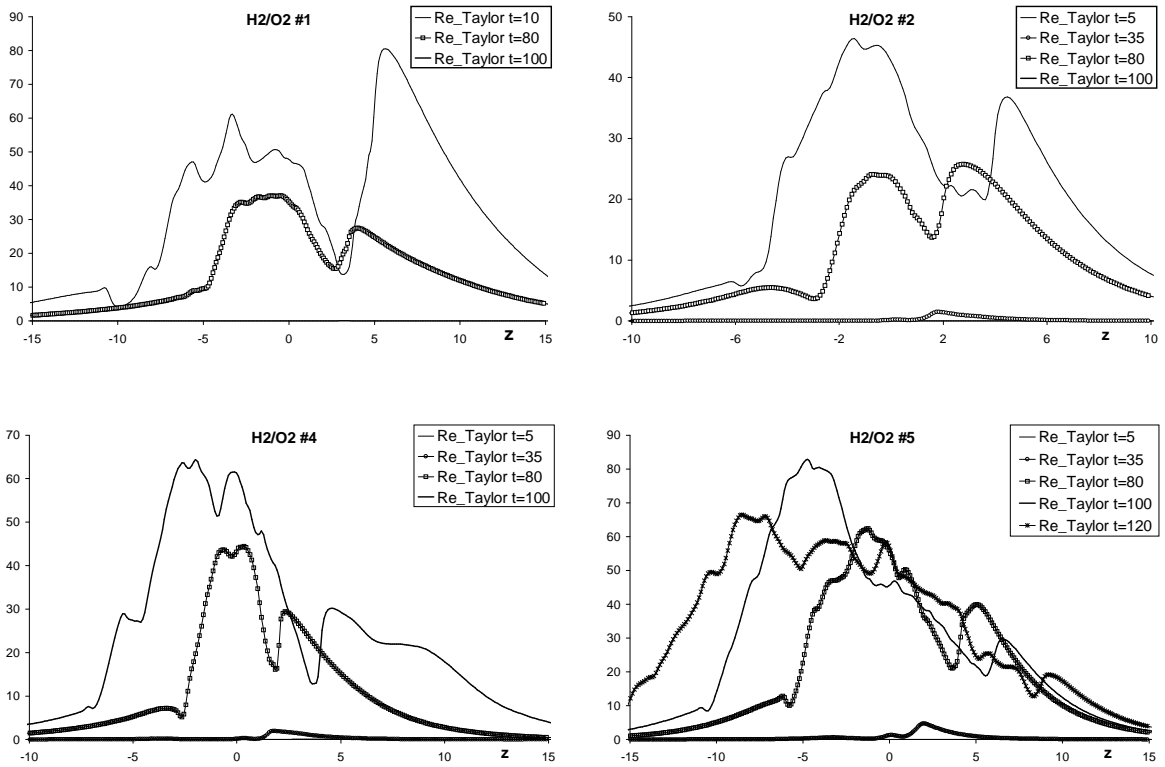 H2/O2 #1
Re_Taylor t=10
Re_Taylor t=80
Re_Taylor t=100
90
80
70
60
50
40
30
20
10
0
-15 -10 -5 0 5 10 15
z
H2/O2 #2
Re_Taylor t=5
Re_Taylor t=35
Re_Taylor t=80
Re_Taylor t=100
50
40
30
20
10
0
-10 -6 -2 2 6 10
z
H2/O2 #4
Re_Taylor t=5
Re_Taylor t=35
Re_Taylor t=80
Re_Taylor t=100
70
60
50
40
30
20
10
0
-10 -5 0 5 10 15
z
H2/O2 #5
Re_Taylor t=5
Re_Taylor t=35
Re_Taylor t=80
Re_Taylor t=100
Re_Taylor t=120
90
80
70
60
50
40
30
20
10
0
-15 -10 -5 0 5 10 15
z